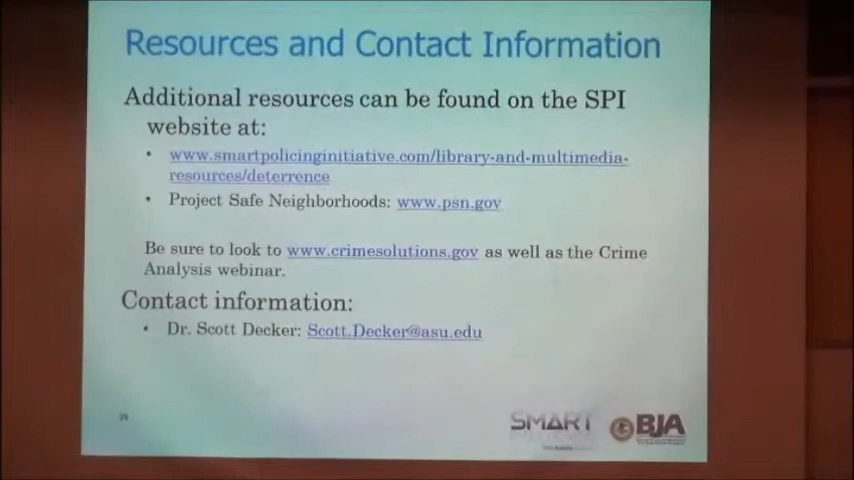 Resources and Contact Information
Additional resources can be found on the SPI
website at:
• www.smartpolicinginitiative.com/library-and-multimedia-
resources/deterrence
• Project Safe Neighborhoods: www.psn.gov
Be sure to look to www.crimesolutions.gov as well as the Crime
Analysis webinar.
Contact information:
• Dr. Scott Decker: Scott.Decker@asu.edu
SMART
BJA